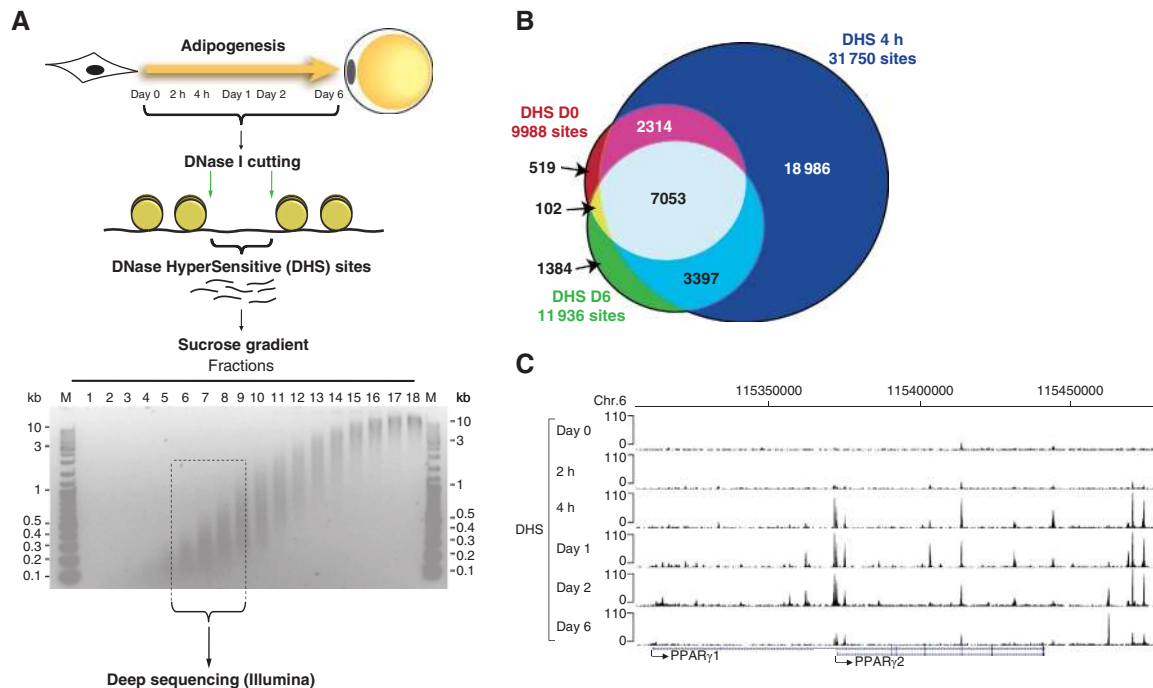 A
Adipogenesis
Day 0 2 h 4 h Day 1 Day 2 Day 6
DNase I cutting
DNase HyperSensitive (DHS) sites
Sucrose gradient
Fractions
kb M 1 2 3 4 5 6 7 8 9 10 11 12 13 14 15 16 17 18 M kb
10
3
1
0.5
0.4
0.3
0.2
0.1
10
3
1
0.5
0.4
0.3
0.2
0.1
Deep sequencing (Illumina)
B
DHS 4 h
31 750 sites
DHS D0
9988 sites
2314
519
18 986
7053
102
1384
3397
DHS D6
11 936 sites
C
115350000 115400000 115450000
Chr.6
DHS
110
Day 0
0
110
2 h
0
110
4 h
0
110
Day 1
0
110
Day 2
0
110
Day 6
0
PPARγ1
PPARγ2